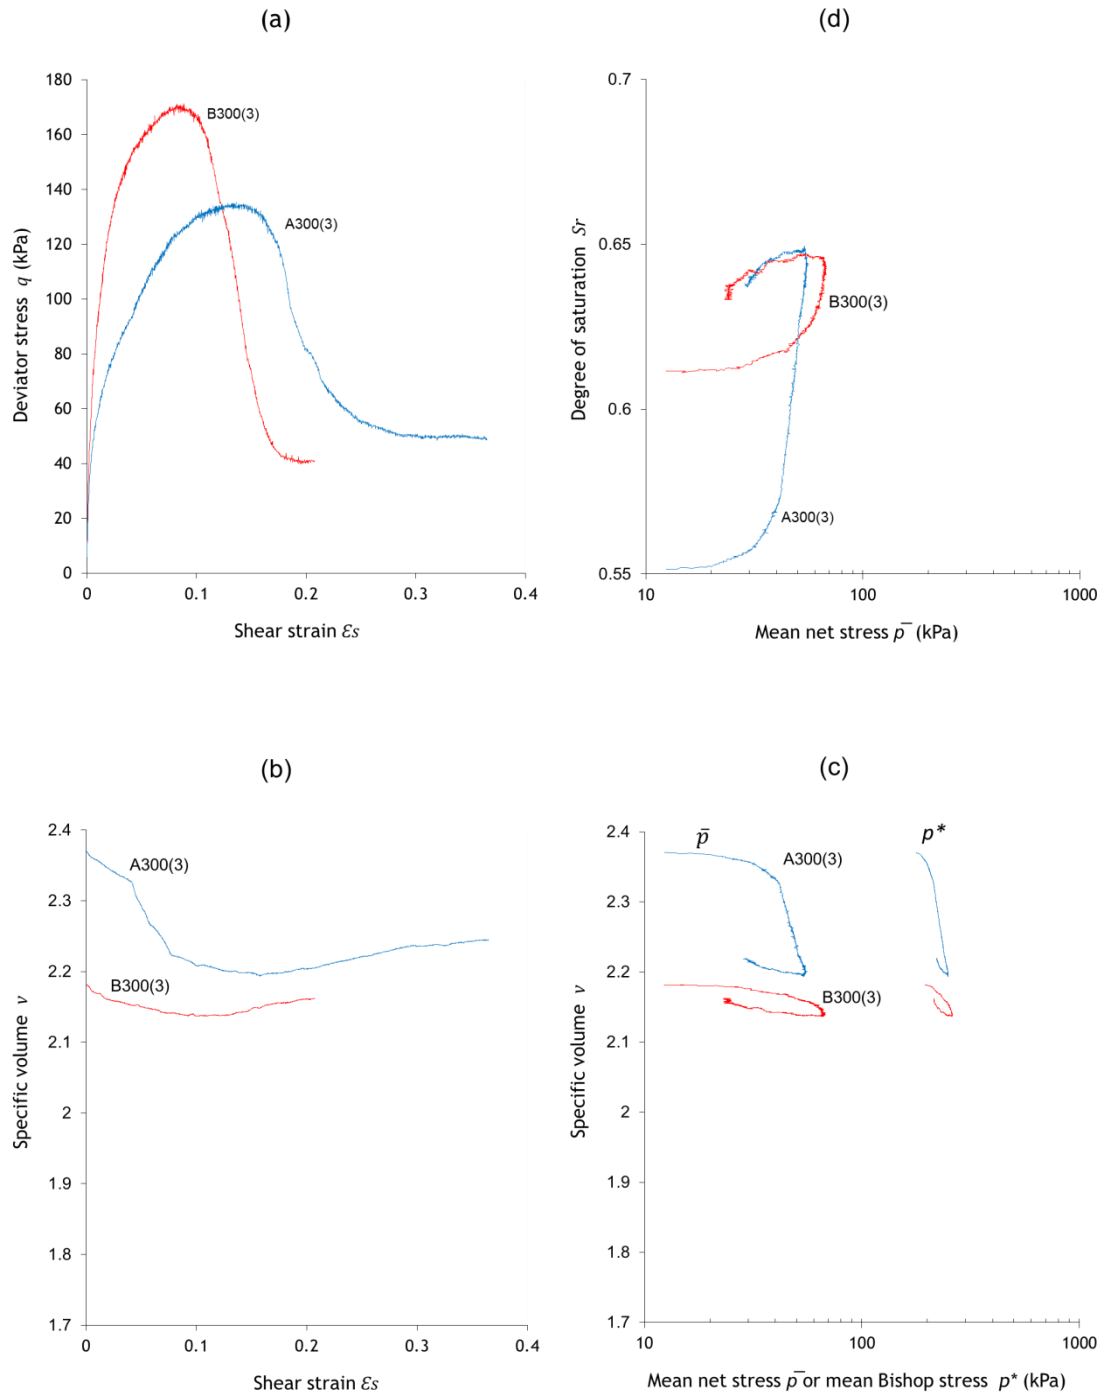 (a)
180
160
140
120
100
80
60
40
20
0
0 0.1 0.2 0.3 0.4
Deviator stress q (kPa)
Shear strain Ɛs
B300(3)
A300(3)
(d)
0.7
0.65
0.6
0.55
10 100 1000
Degree of saturation Sr
Mean net stress p̅ (kPa)
B300(3)
A300(3)
(b)
2.4
2.3
2.2
2.1
2
1.9
1.8
1.7
0 0.1 0.2 0.3 0.4
Specific volume v
Shear strain Ɛs
A300(3)
B300(3)
(c)
2.4
2.3
2.2
2.1
2
1.9
1.8
1.7
10 100 1000
Specific volume v
Mean net stress p̅ or mean Bishop stress p* (kPa)
p̄
p*
A300(3)
B300(3)